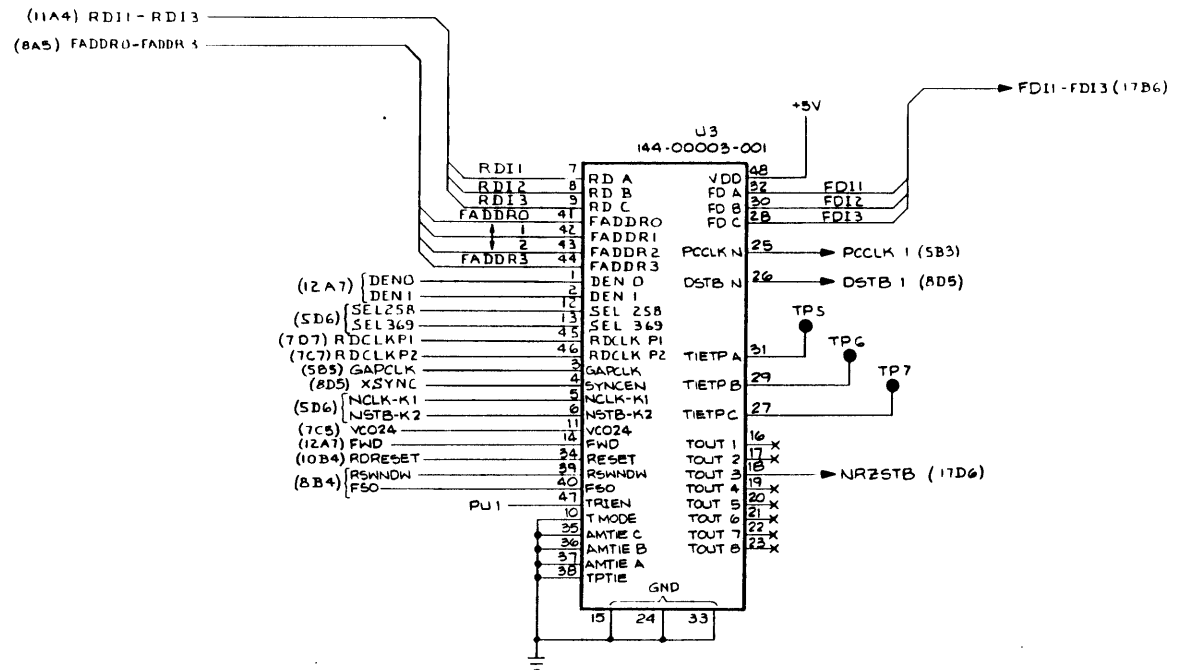 (11A4) RDI1-RDI3
(8A5) FADDR0-FADDR3
FDI1-FDI3 (17B6)
+5V
U3
144-00003-001
RDI1 7 RD A
RDI2 8 RD B
RDI3 9 RD C
FADDR0 41 FADDR0
1 42 FADDR1
2 43 FADDR2
FADDR3 44 FADDR3
(12A7) DEN0 1 DEN 0
DEN1 2 DEN 1
(5D6) SEL258 12 SEL 258
SEL369 13 SEL 369
(7D7) RDCLKP1 45 RDCLK P1
(7C7) RDCLKP2 46 RDCLK P2
(5B5) GAPCLK 3 GAPCLK
(8D5) XSYNC 4 SYNCEN
(5D6) NCLK-K1 5 NCLK-K1
NSTB-K2 6 NSTB-K2
(7C5) VCO24 11 VCO24
(12A7) FWD 14 FWD
(10B4) RDRESET 34 RESET
(8B4) RSWNDW 39 RSWNDW
FSO 40 FSO
PU1 47 TRIEN
10 TMODE
35 AMTIE C
36 AMTIE B
37 AMTIE A
38 TPTIE
VDD 48
FD A 32 FDI1
FD B 30 FDI2
FD C 28 FDI3
PCCLK N 25 PCCLK 1 (5B3)
DSTB N 26 DSTB 1 (8D5)
TP5
TIETP A 31
TP6
TIETP B 29
TP7
TIETP C 27
TOUT 1 16
TOUT 2 17
TOUT 3 18 NRZSTB (17D6)
TOUT 4 19
TOUT 5 20
TOUT 6 21
TOUT 7 22
TOUT 8 23
GND
15 24 33